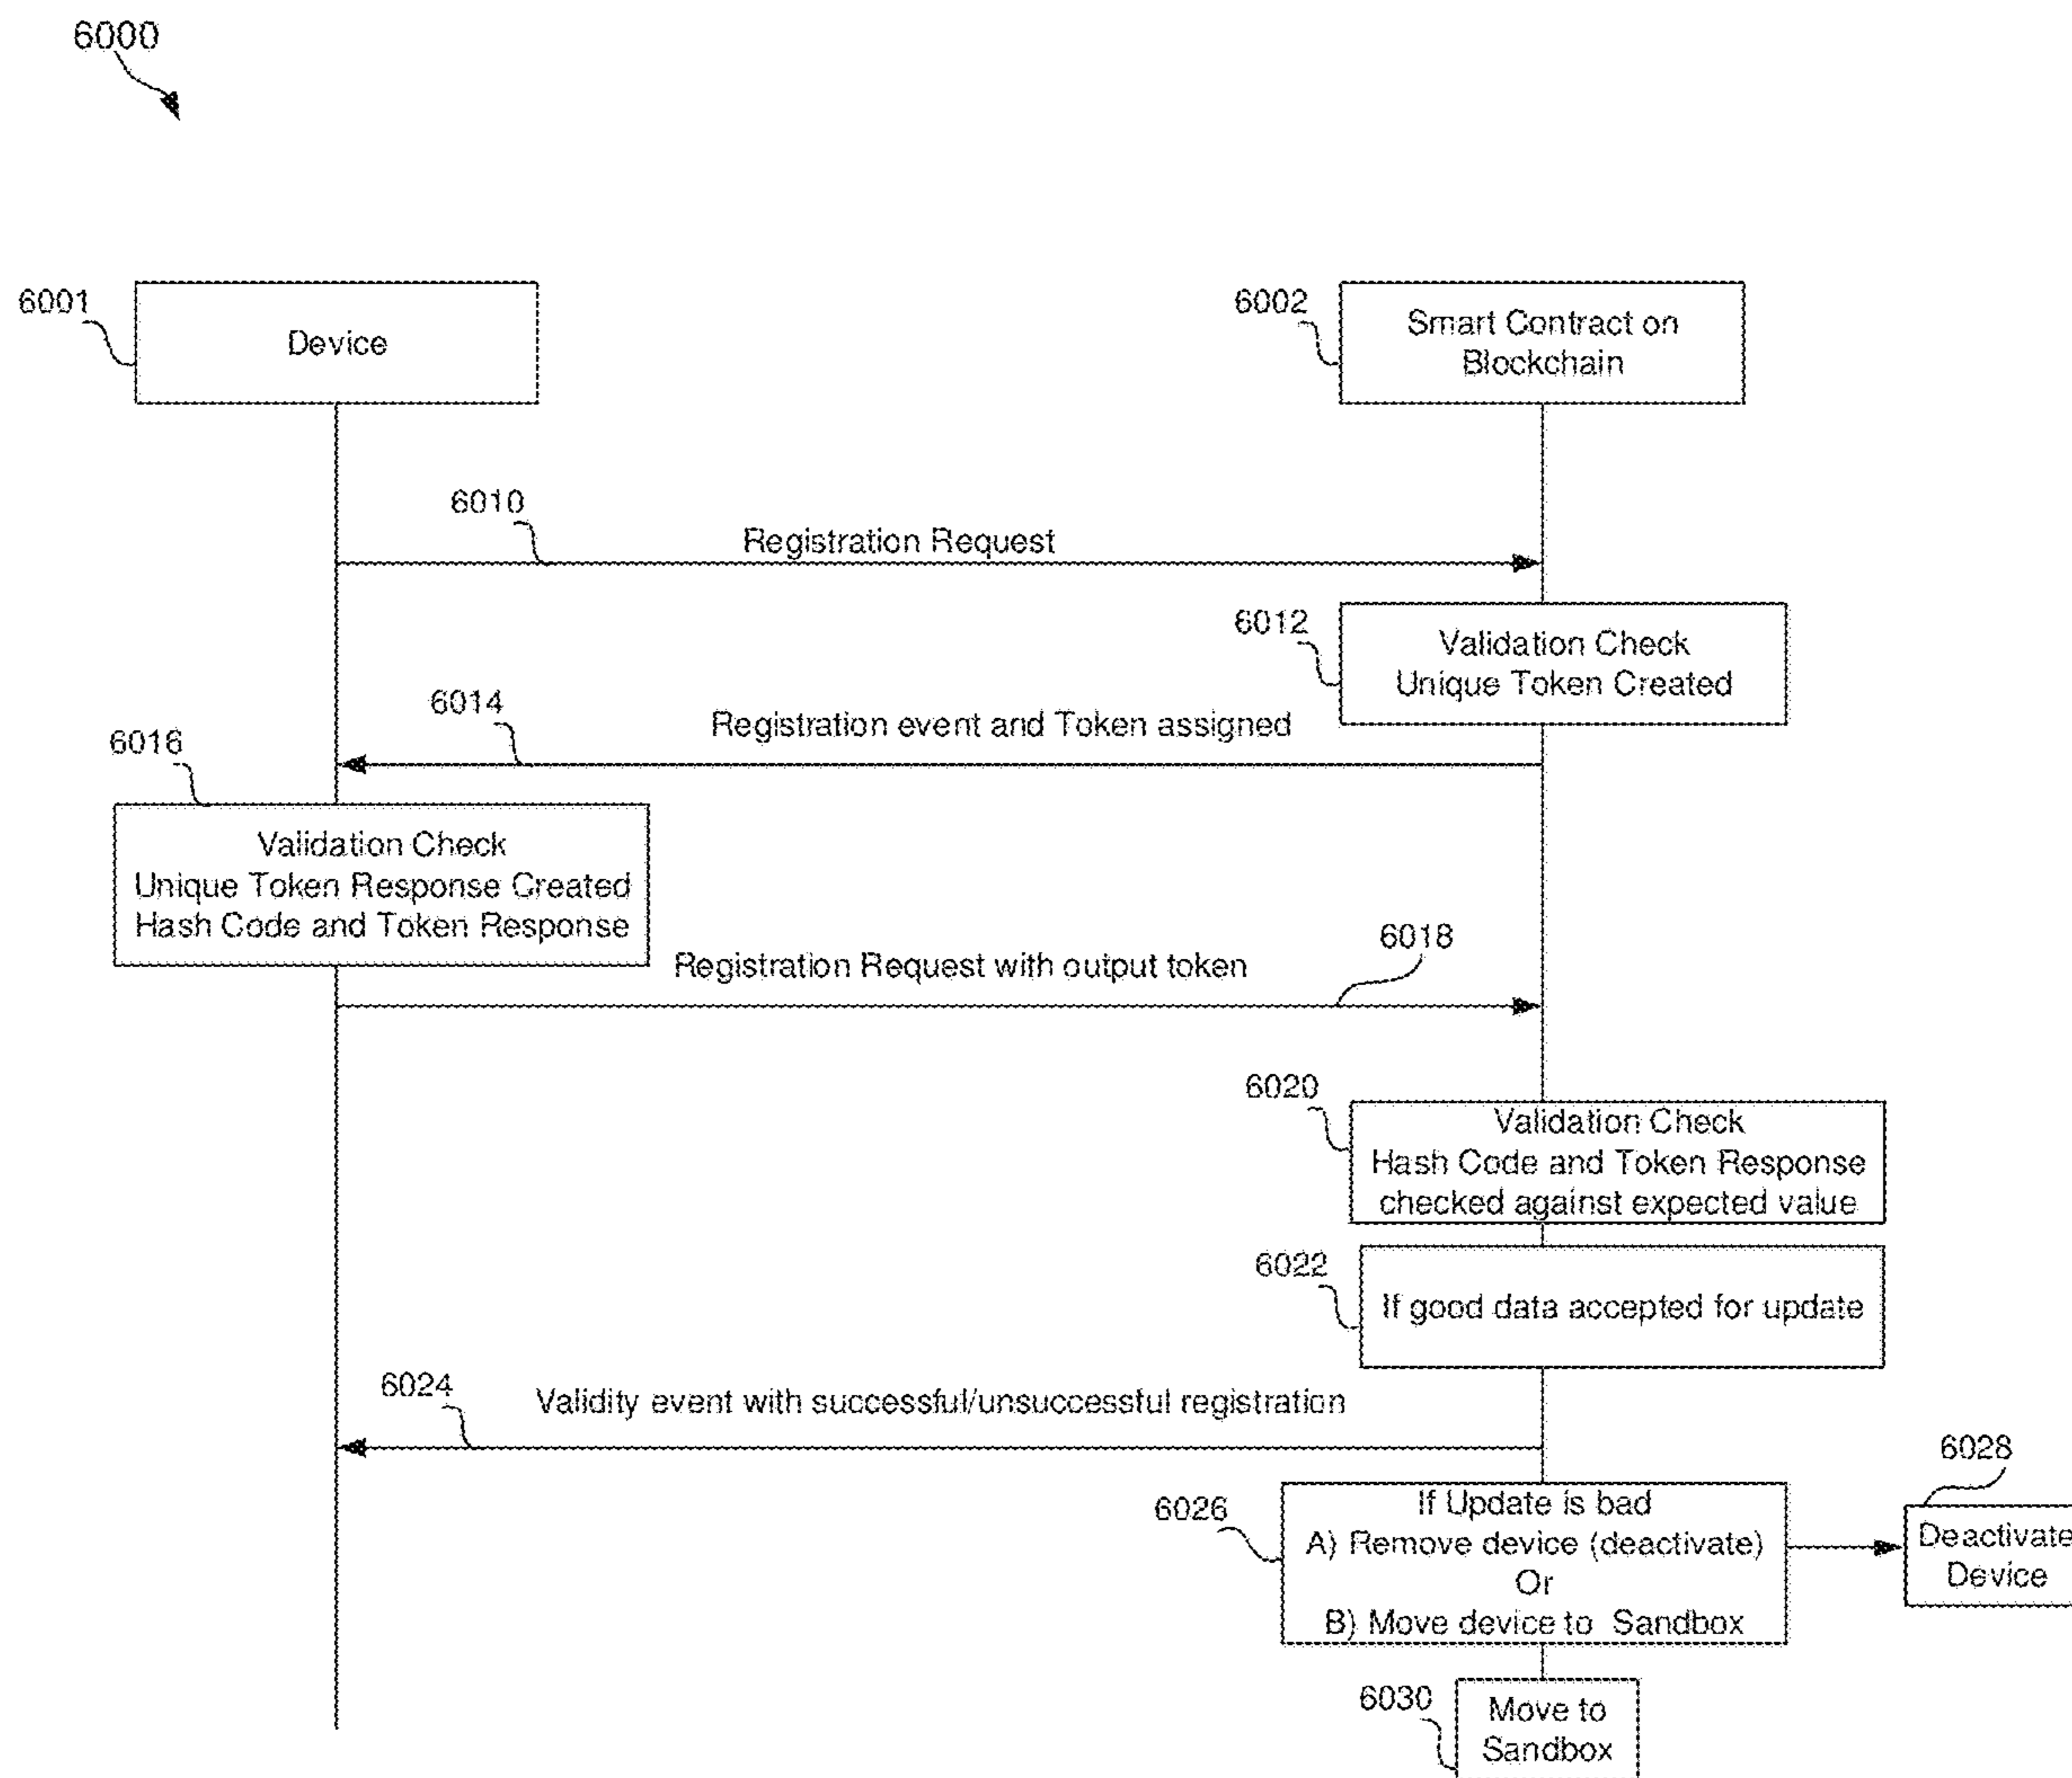 6000
6001
Device
6002
Smart Contract on
Blockchain
6010
Registration Request
6012
Validation Check
Unique Token Created
6014
Registration event and Token assigned
6016
Validation Check
Unique Token Response Created
Hash Code and Token Response
6018
Registration Request with output token
6020
Validation Check
Hash Code and Token Response
checked against expected value
6022
If good data accepted for update
6024
Validity event with successful/unsuccessful registration
6026
If Update is bad
A) Remove device (deactivate)
Or
B) Move device to Sandbox
6028
Deactivate
Device
6030
Move to
Sandbox